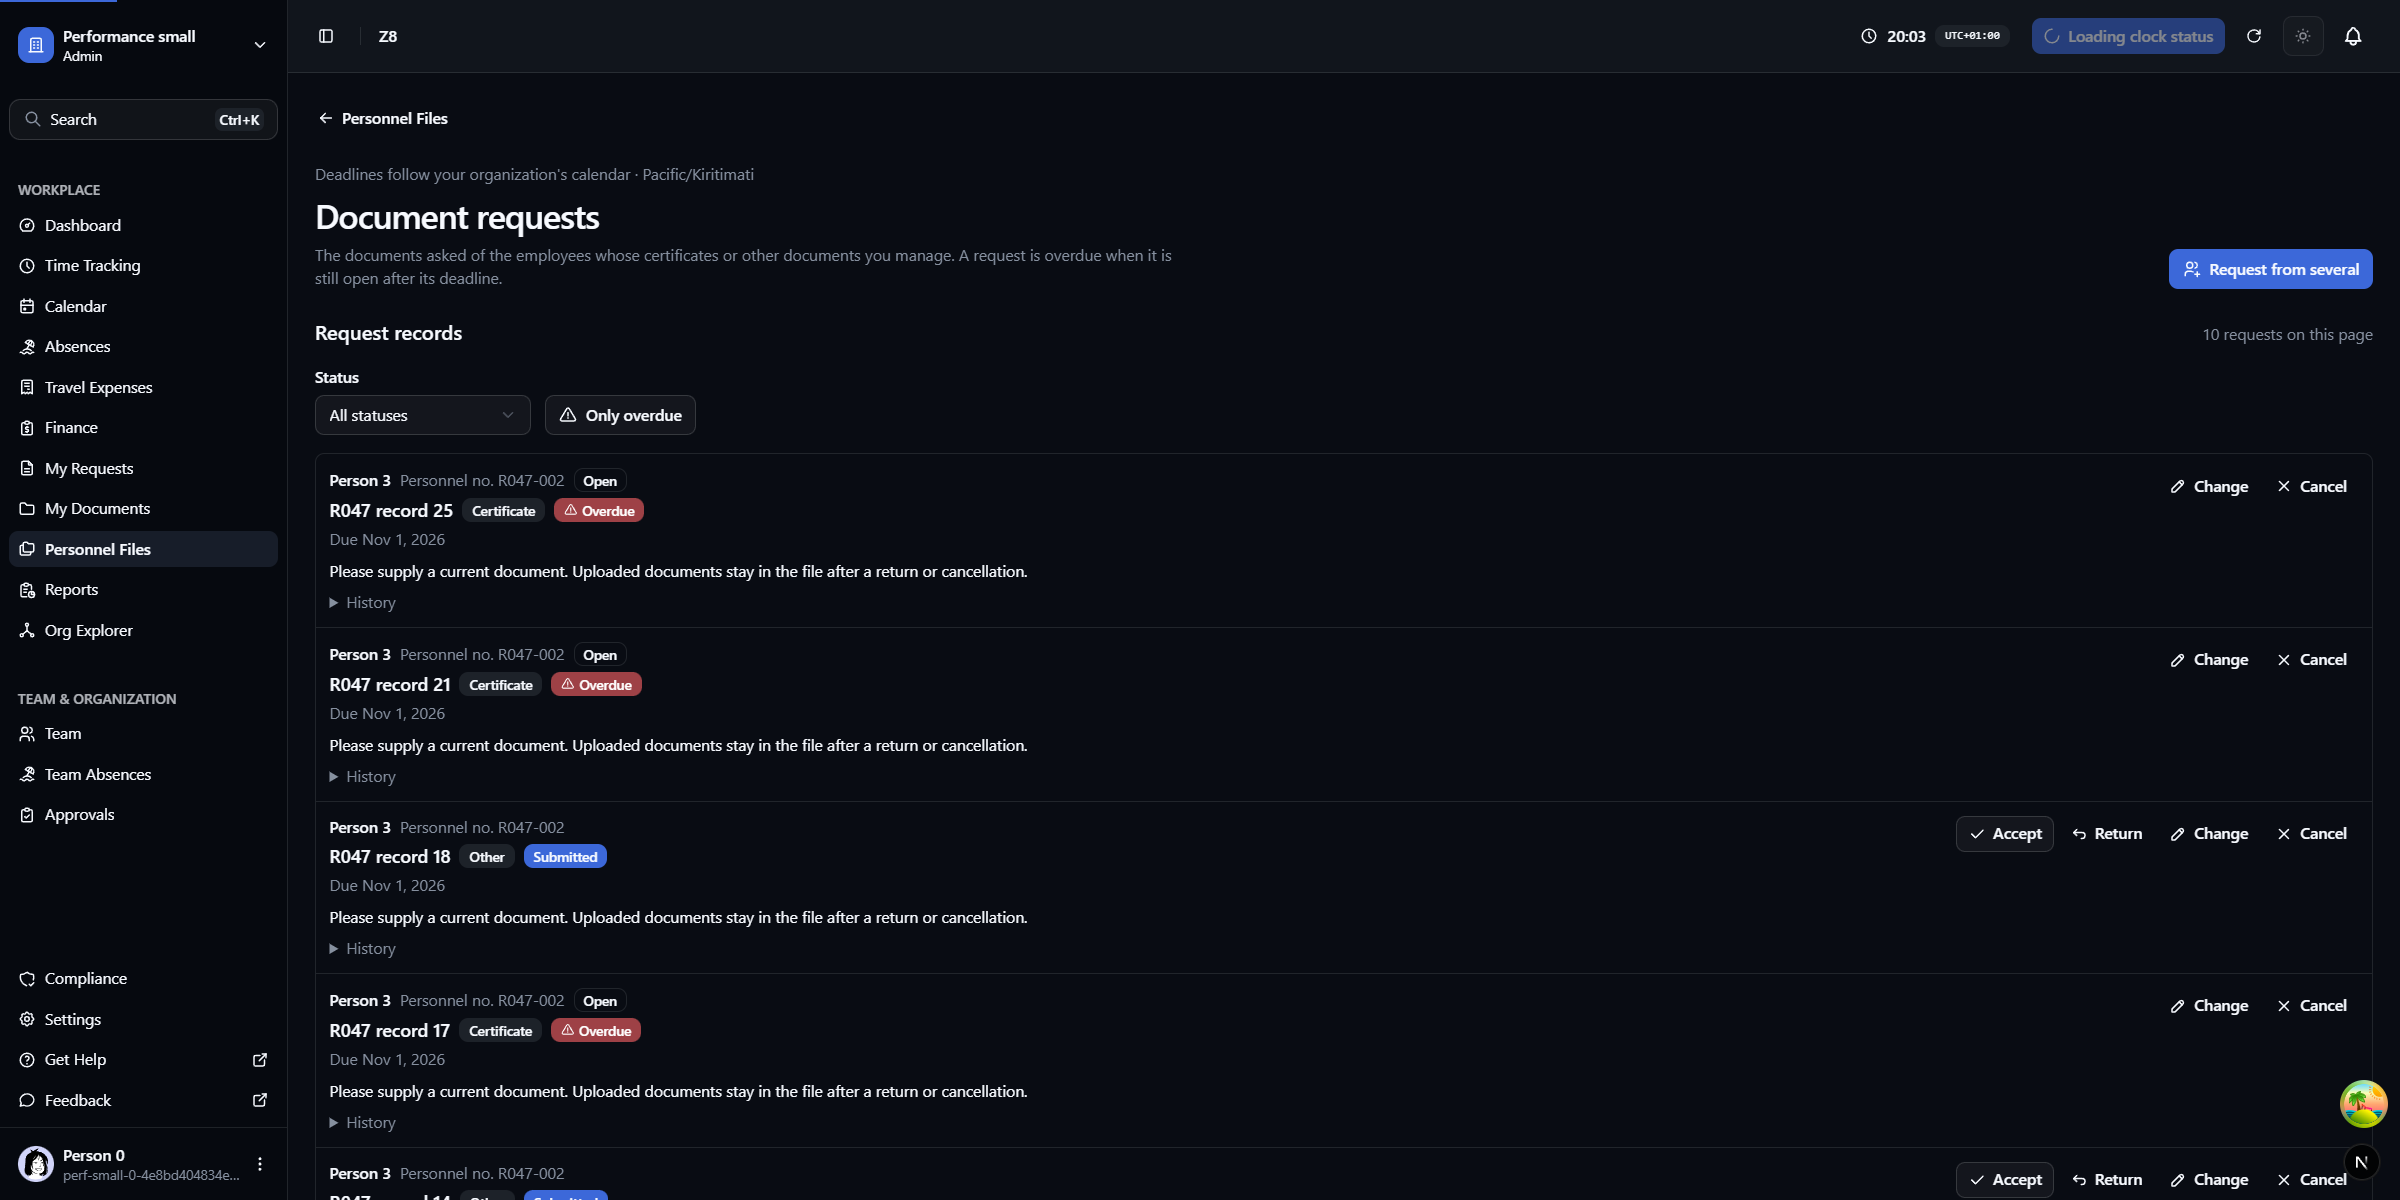 Performance small
Admin
Search Ctrl+K
WORKPLACE
Dashboard
Time Tracking
Calendar
Absences
Travel Expenses
Finance
My Requests
My Documents
Personnel Files
Reports
Org Explorer
TEAM & ORGANIZATION
Team
Team Absences
Approvals
Compliance
Settings
Get Help
Feedback
Person 0
perf-small-0-4e8bd404834e...
Z8
20:03 UTC+01:00 Loading clock status
Personnel Files
Deadlines follow your organization's calendar · Pacific/Kiritimati
Document requests
The documents asked of the employees whose certificates or other documents you manage. A request is overdue when it is
still open after its deadline.
Request from several
Request records
10 requests on this page
Status
All statuses Only overdue
Person 3 Personnel no. R047-002 Open
Change Cancel
R047 record 25 Certificate Overdue
Due Nov 1, 2026
Please supply a current document. Uploaded documents stay in the file after a return or cancellation.
History
Person 3 Personnel no. R047-002 Open
Change Cancel
R047 record 21 Certificate Overdue
Due Nov 1, 2026
Please supply a current document. Uploaded documents stay in the file after a return or cancellation.
History
Person 3 Personnel no. R047-002
Accept Return Change Cancel
R047 record 18 Other Submitted
Due Nov 1, 2026
Please supply a current document. Uploaded documents stay in the file after a return or cancellation.
History
Person 3 Personnel no. R047-002 Open
Change Cancel
R047 record 17 Certificate Overdue
Due Nov 1, 2026
Please supply a current document. Uploaded documents stay in the file after a return or cancellation.
History
Person 3 Personnel no. R047-002
Accept Return Change Cancel
N